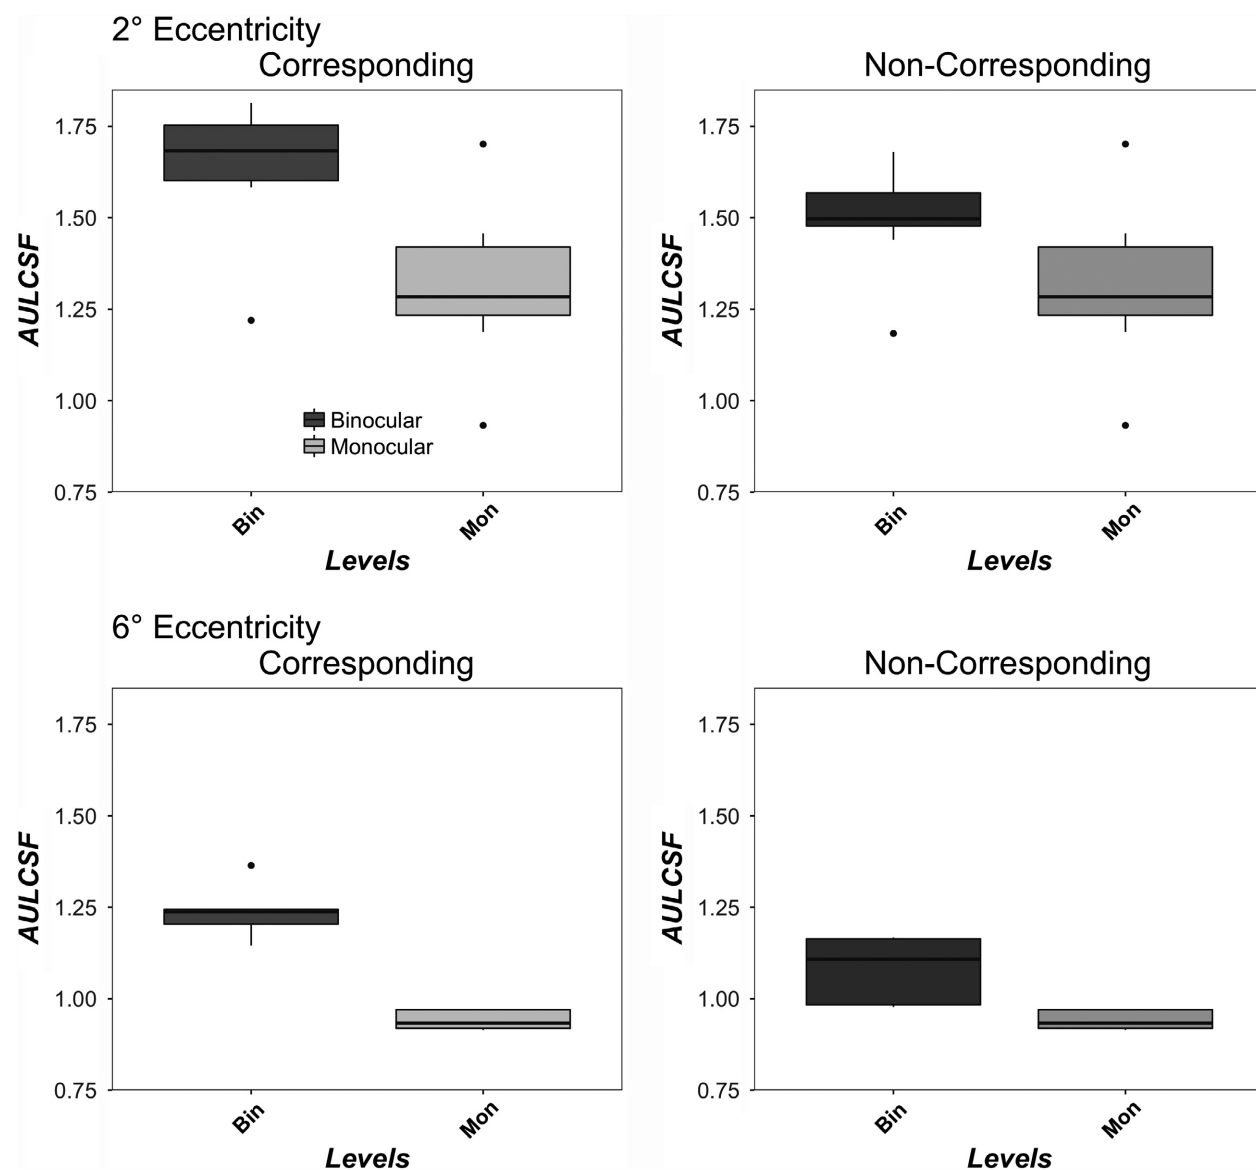 2° Eccentricity
Corresponding
1.75
1.50
1.25
1.00
0.75
AULCSF
Binocular
Monocular
Bin
Mon
Levels
Non-Corresponding
1.75
1.50
1.25
1.00
0.75
AULCSF
Bin
Mon
Levels
6° Eccentricity
Corresponding
1.75
1.50
1.25
1.00
0.75
AULCSF
Bin
Mon
Levels
Non-Corresponding
1.75
1.50
1.25
1.00
0.75
AULCSF
Bin
Mon
Levels